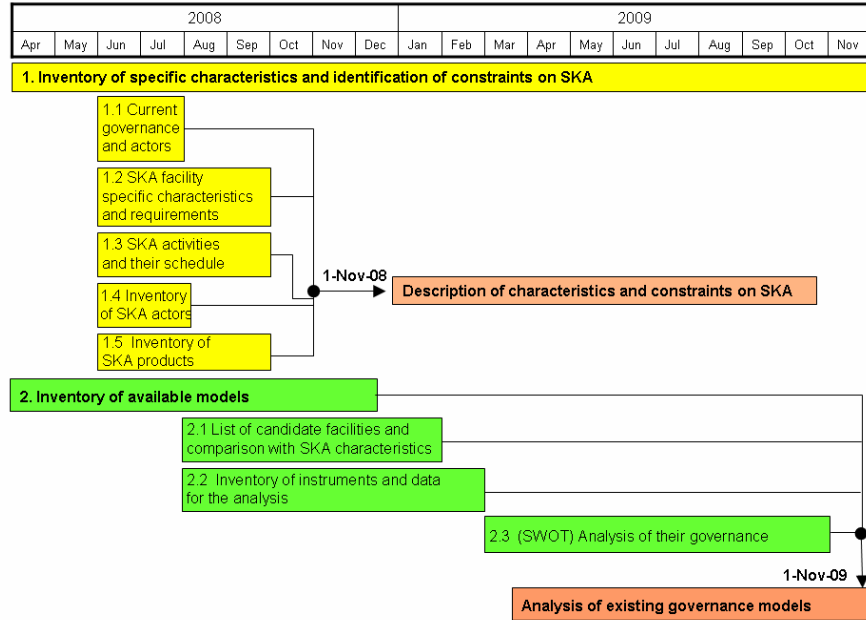 2008 2009
Apr May Jun Jul Aug Sep Oct Nov Dec Jan Feb Mar Apr May Jun Jul Aug Sep Oct Nov
1. Inventory of specific characteristics and identification of constraints on SKA
1.1 Current
governance
and actors
1.2 SKA facility
specific characteristics
and requirements
1.3 SKA activities
and their schedule
1-Nov-08
Description of characteristics and constraints on SKA
1.4 Inventory
of SKA actors
1.5 Inventory of
SKA products
2. Inventory of available models
2.1 List of candidate facilities and
comparison with SKA characteristics
2.2 Inventory of instruments and data
for the analysis
2.3 (SWOT) Analysis of their governance
1-Nov-09
Analysis of existing governance models